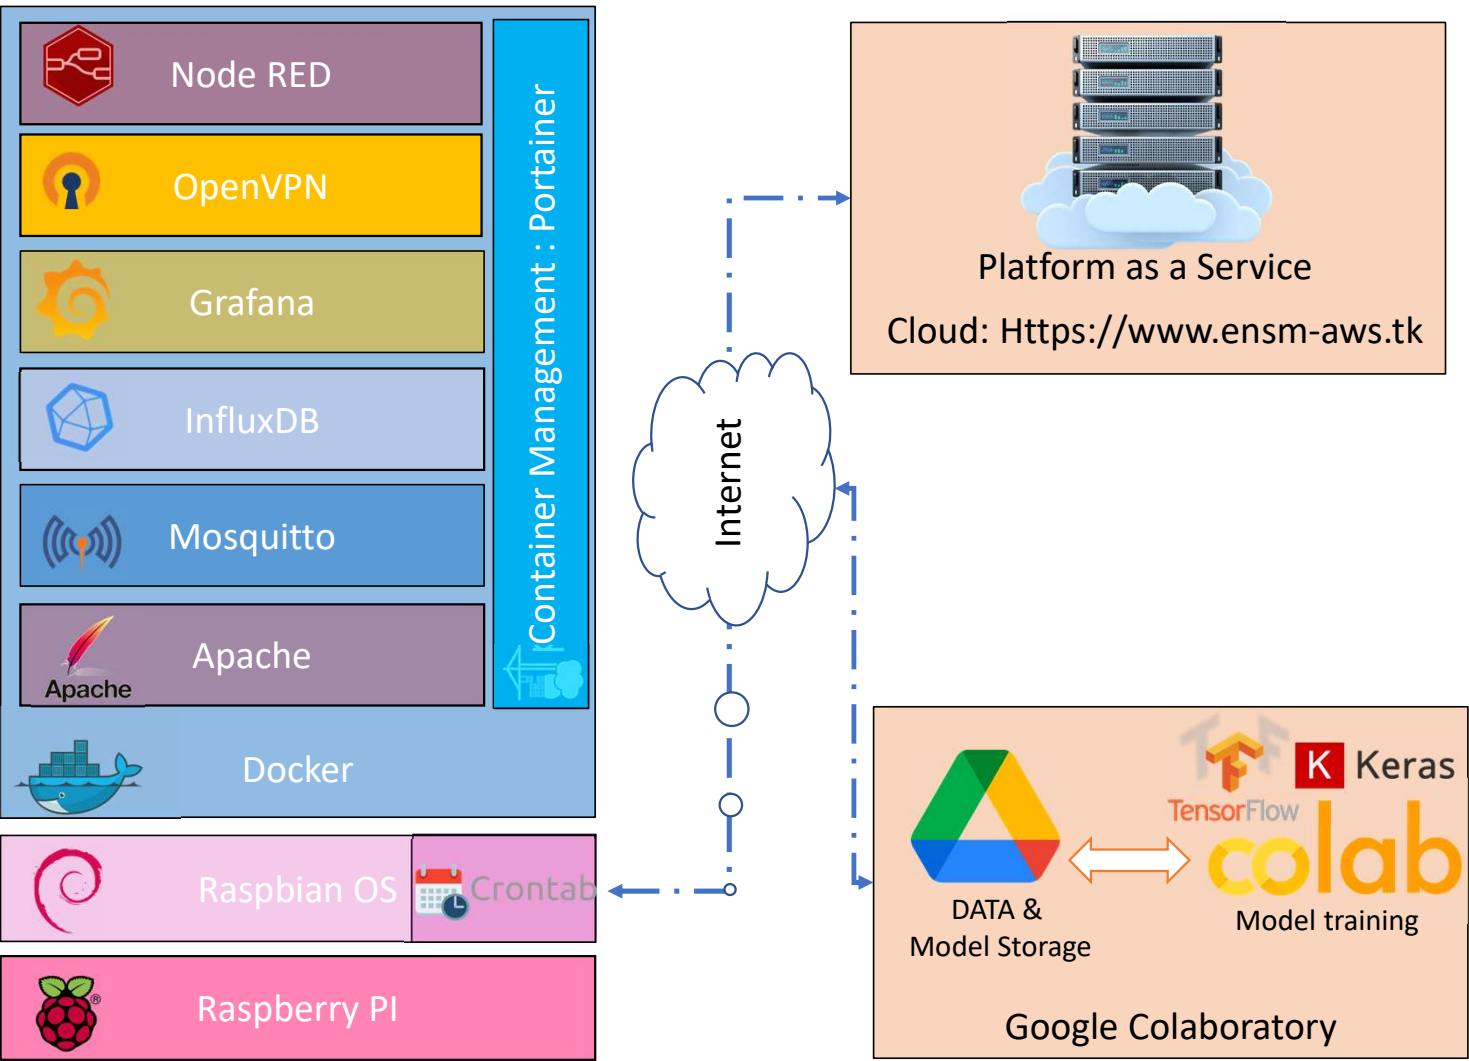 Node RED
OpenVPN
Grafana
InfluxDB
Mosquitto
Apache
Apache
Docker
Container Management : Portainer
Raspbian OS
Crontab
Raspberry PI
®
Internet
Platform as a Service
Cloud: Https://www.ensm-aws.tk
TensorFlow
K Keras
colab
DATA &
Model Storage
Model training
Google Colaboratory